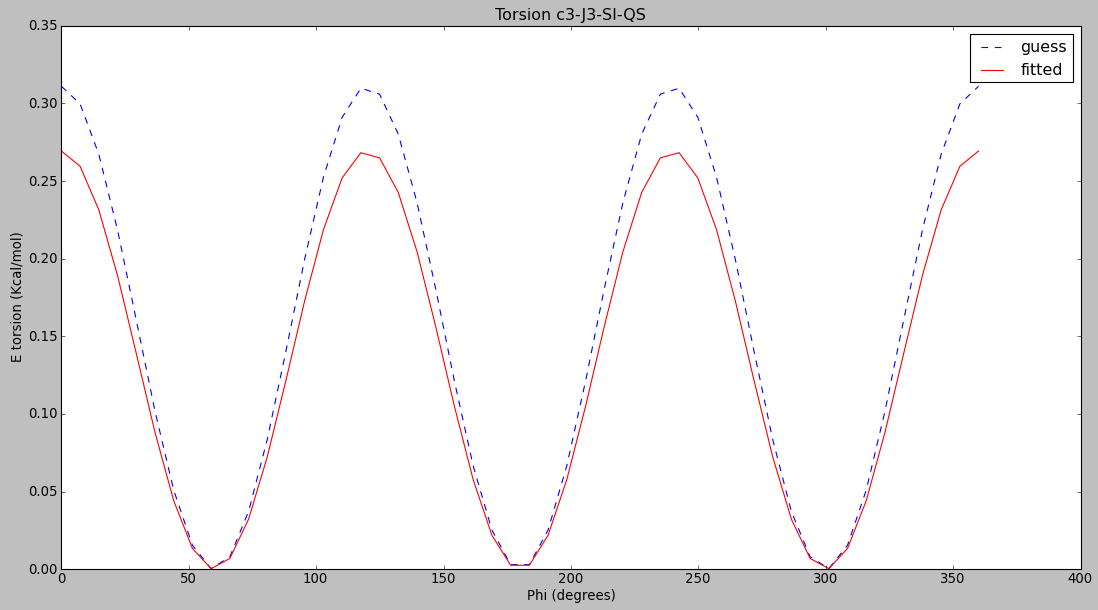 Torsion c3-J3-SI-QS
guess
fitted
0.35
0.30
0.25
0.20
0.15
0.10
0.05
0.00
E torsion (Kcal/mol)
0 50 100 150 200 250 300 350 400
Phi (degrees)